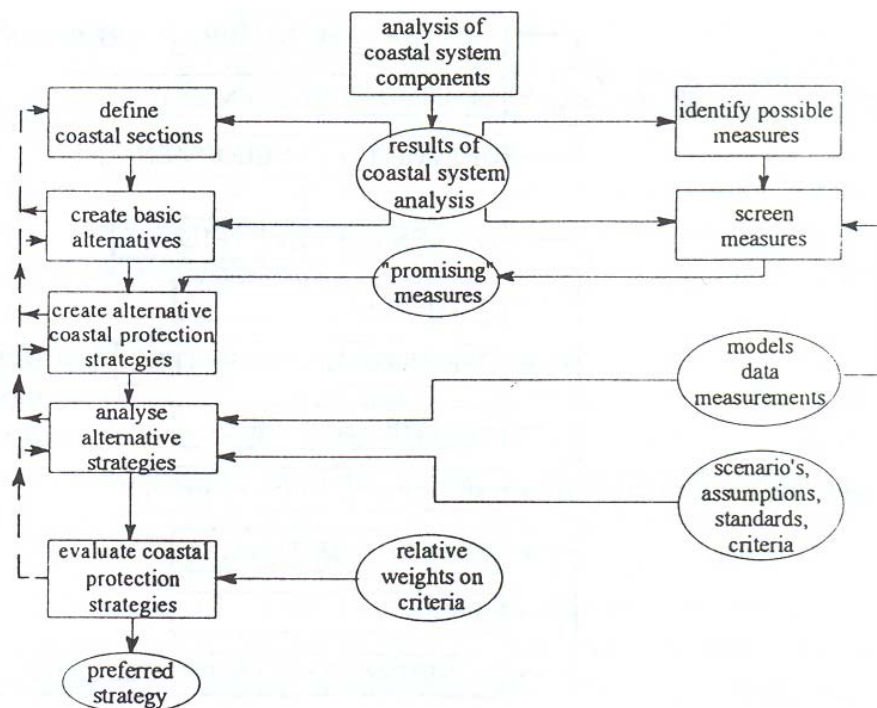 analysis of
coastal system
components
define
coastal sections
identify possible
measures
results of
coastal system
analysis
create basic
alternatives
screen
measures
"promising"
measures
create alternative
coastal protection
strategies
models
data
measurements
analyse
alternative
strategies
scenario's,
assumptions,
standards,
criteria
evaluate coastal
protection
strategies
relative
weights on
criteria
preferred
strategy